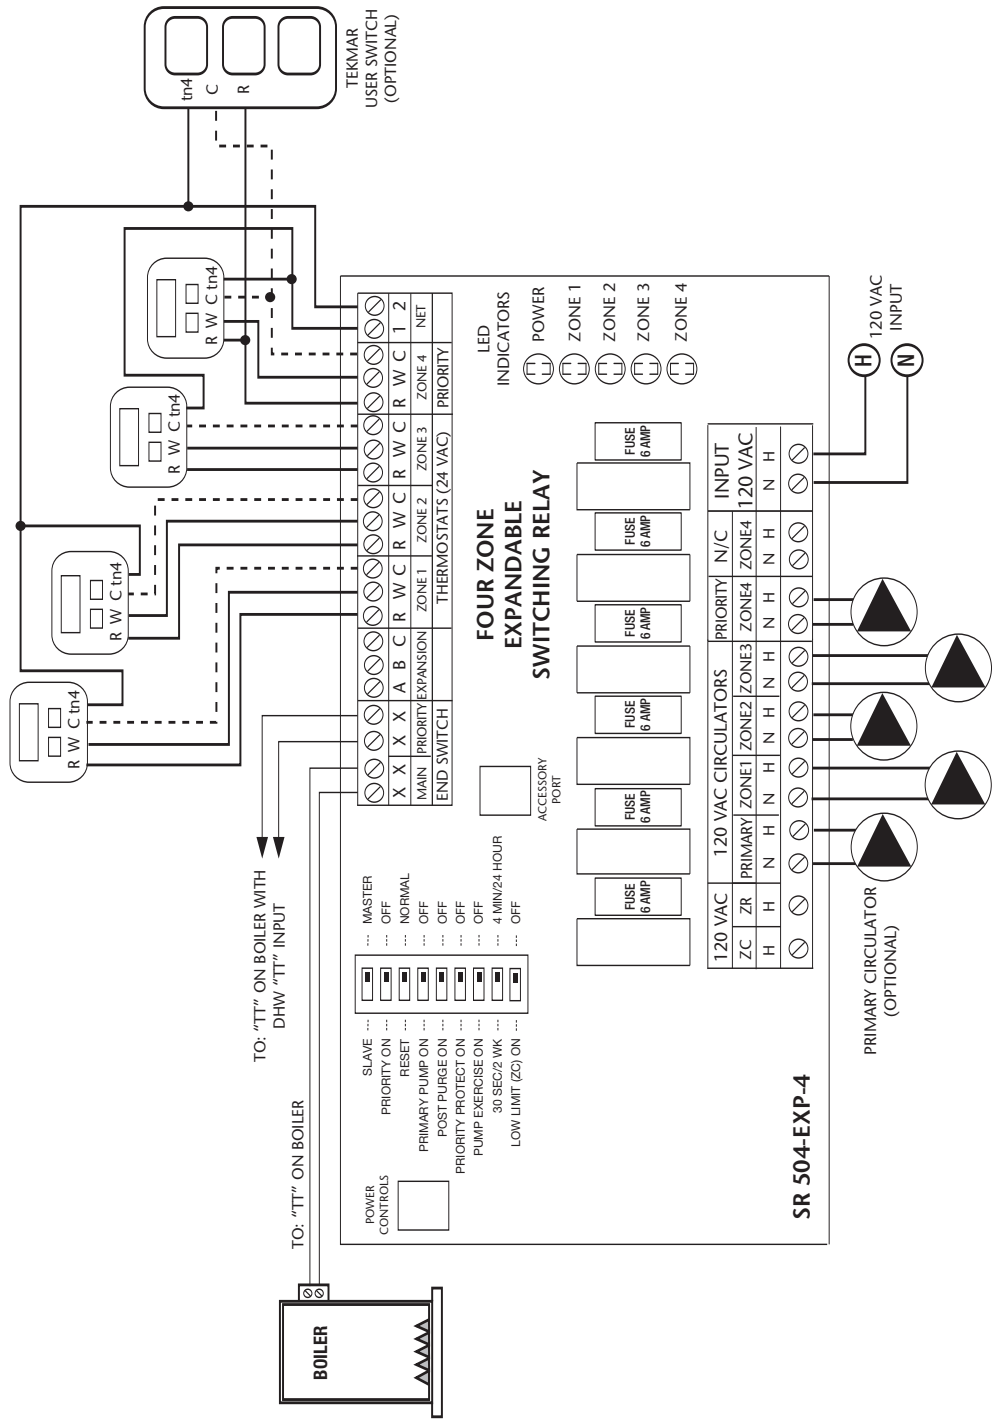 TEKMAR
USER SWITCH
(OPTIONAL)
tn4
C
R
R W C tn4
R W C tn4
R W C tn4
R W C tn4
TO: "TT" ON BOILER WITH
DHW "TT" INPUT
TO: "TT" ON BOILER
BOILER
X X X X A B C R W C R W C R W C R W C 1 2
MAIN PRIORITY EXPANSION ZONE 1 ZONE 2 ZONE 3 ZONE 4 NET
END SWITCH THERMOSTATS (24 VAC) PRIORITY
POWER
CONTROLS
SLAVE --- --- MASTER
PRIORITY ON --- --- OFF
RESET --- --- NORMAL
PRIMARY PUMP ON --- --- OFF
POST PURGE ON --- --- OFF
PRIORITY PROTECT ON --- --- OFF
PUMP EXERCISE ON --- --- OFF
30 SEC/2 WK --- --- 4 MIN/24 HOUR
LOW LIMIT (ZC) ON --- --- OFF
ACCESSORY
PORT
FOUR ZONE
EXPANDABLE
SWITCHING RELAY
LED
INDICATORS
POWER
ZONE 1
ZONE 2
ZONE 3
ZONE 4
FUSE
6 AMP
FUSE
6 AMP
FUSE
6 AMP
FUSE
6 AMP
FUSE
6 AMP
FUSE
6 AMP
120 VAC 120 VAC CIRCULATORS PRIORITY N/C INPUT
120 VAC
ZC ZR PRIMARY ZONE1 ZONE2 ZONE3 ZONE4 ZONE4
H H N H N H N H N H N H N H N H
SR 504-EXP-4
PRIMARY CIRCULATOR
(OPTIONAL)
H
N
120 VAC
INPUT